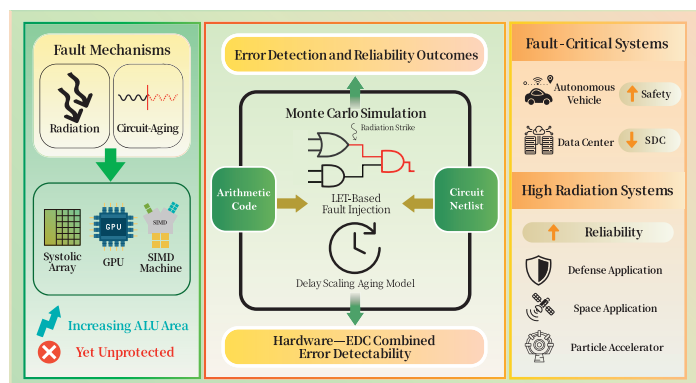 Fault Mechanisms
Radiation
Circuit-Aging
GPU
SIMD
Systolic
Array
GPU
SIMD
Machine
Increasing ALU Area
Yet Unprotected
Error Detection and Reliability Outcomes
Monte Carlo Simulation
Radiation Strike
Arithmetic
Code
Circuit
Netlist
LET-Based
Fault Injection
Delay Scaling Aging Model
Hardware—EDC Combined
Error Detectability
Fault-Critical Systems
Autonomous
Vehicle
Safety
Data Center
SDC
High Radiation Systems
Reliability
Defense Application
Space Application
Particle Accelerator